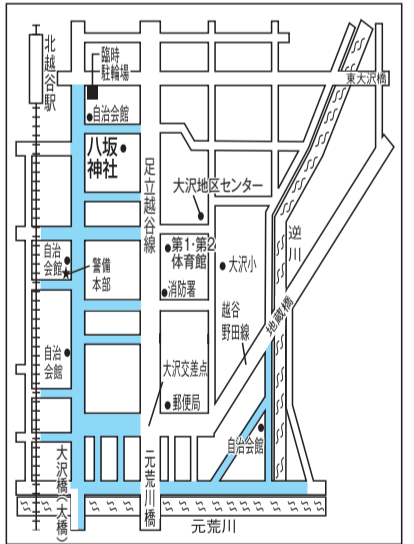 北越谷駅
臨時
駐輪場
自治会館
東大沢橋
八坂
神社
足立越谷線
大沢地区センター
逆川
第1・第2
体育館
大沢小
自治
会館
警備
本部
消防署
越谷
野田線
地蔵橋
自治
会館
大沢交差点
郵便局
自治会館
大沢橋(大橋)
元荒川橋
元荒川